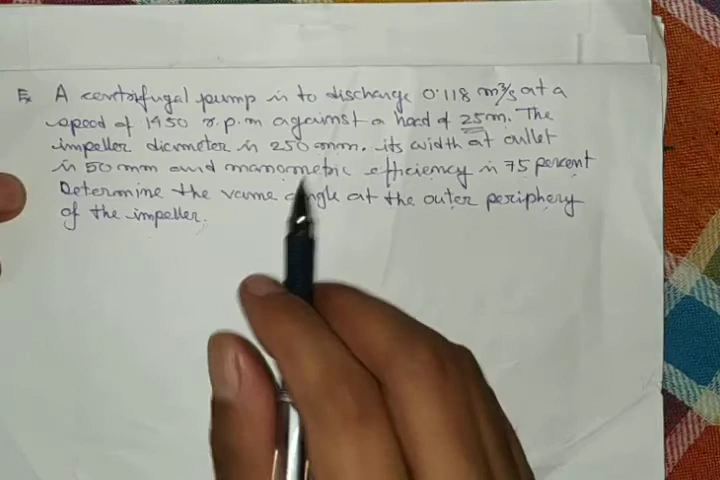 Ex A centrifugal pump is to discharge 0.118 m³/s at a
speed of 1450 r.p.m against a head of 25m. The
impeller diameter is 250 mm. its width at outlet
is 50 mm and manometric efficiency is 75 percent
Determine the vane angle at the outer periphery
of the impeller.